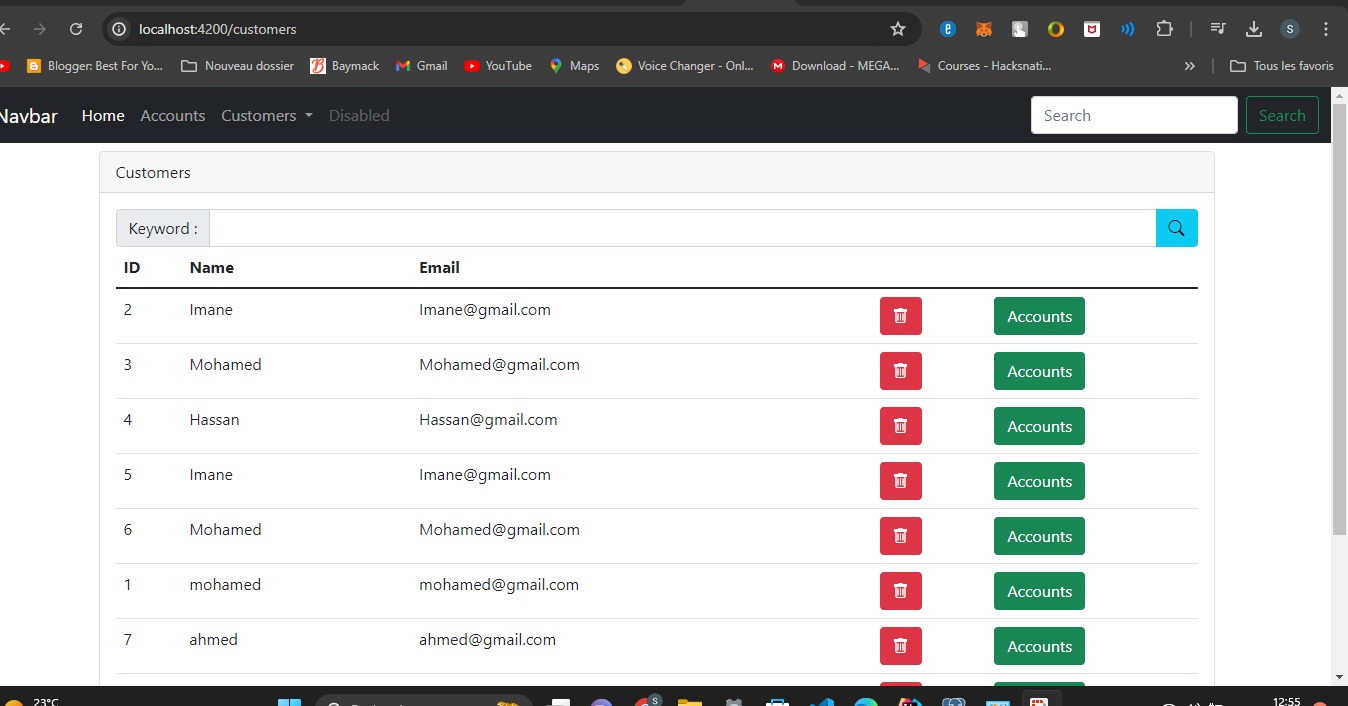 localhost:4200/customers
S
Blogger: Best For Yo... Nouveau dossier Baymack Gmail YouTube Maps Voice Changer - Onl... Download - MEGA... Courses - Hacksnati... » Tous les favoris
Navbar Home Accounts Customers Disabled Search Search
Customers
Keyword :
ID Name Email
2 Imane Imane@gmail.com Accounts
3 Mohamed Mohamed@gmail.com Accounts
4 Hassan Hassan@gmail.com Accounts
5 Imane Imane@gmail.com Accounts
6 Mohamed Mohamed@gmail.com Accounts
1 mohamed mohamed@gmail.com Accounts
7 ahmed ahmed@gmail.com Accounts
23°C S 12:55